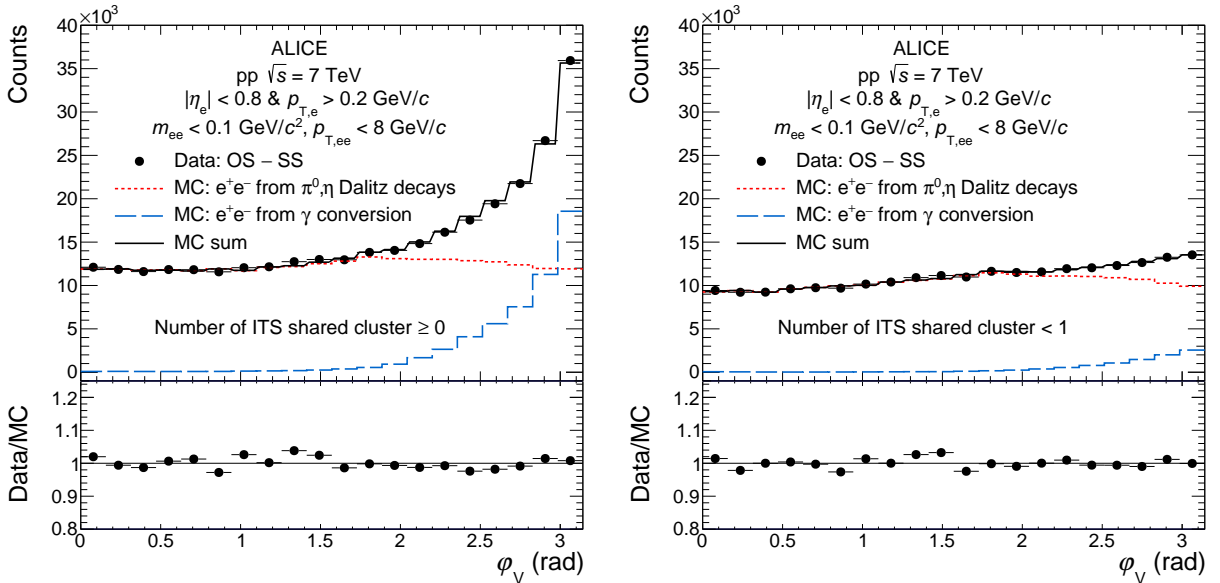 ×10³
Counts
40
35
30
25
20
15
10
5
0
ALICE
pp √s = 7 TeV
|η_e| < 0.8 & p_T,e > 0.2 GeV/c
m_ee < 0.1 GeV/c², p_T,ee < 8 GeV/c
Data: OS − SS
MC: e⁺e⁻ from π⁰,η Dalitz decays
MC: e⁺e⁻ from γ conversion
MC sum
Number of ITS shared cluster ≥ 0
Data/MC
1.2
1.1
1
0.9
0.8
0 0.5 1 1.5 2 2.5 3
φ_V (rad)
×10³
Counts
40
35
30
25
20
15
10
5
0
ALICE
pp √s = 7 TeV
|η_e| < 0.8 & p_T,e > 0.2 GeV/c
m_ee < 0.1 GeV/c², p_T,ee < 8 GeV/c
Data: OS − SS
MC: e⁺e⁻ from π⁰,η Dalitz decays
MC: e⁺e⁻ from γ conversion
MC sum
Number of ITS shared cluster < 1
Data/MC
1.2
1.1
1
0.9
0.8
0 0.5 1 1.5 2 2.5 3
φ_V (rad)